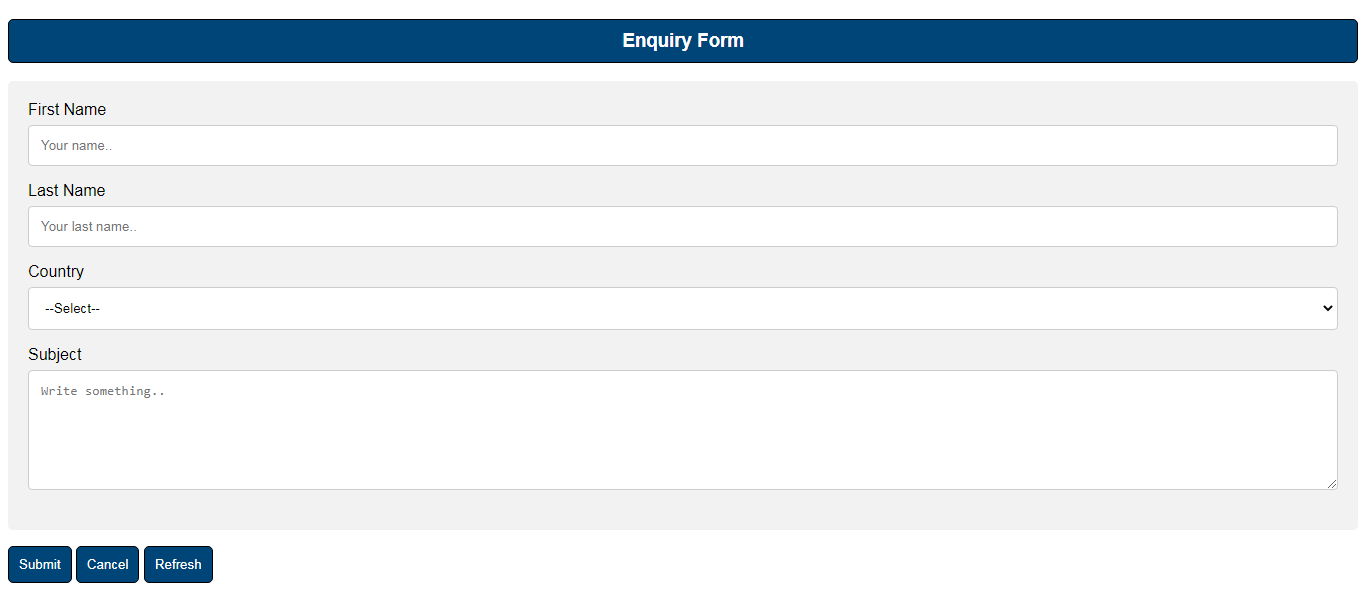 Enquiry Form
First Name
Your name..
Last Name
Your last name..
Country
--Select--
Subject
Write something..
Submit Cancel Refresh